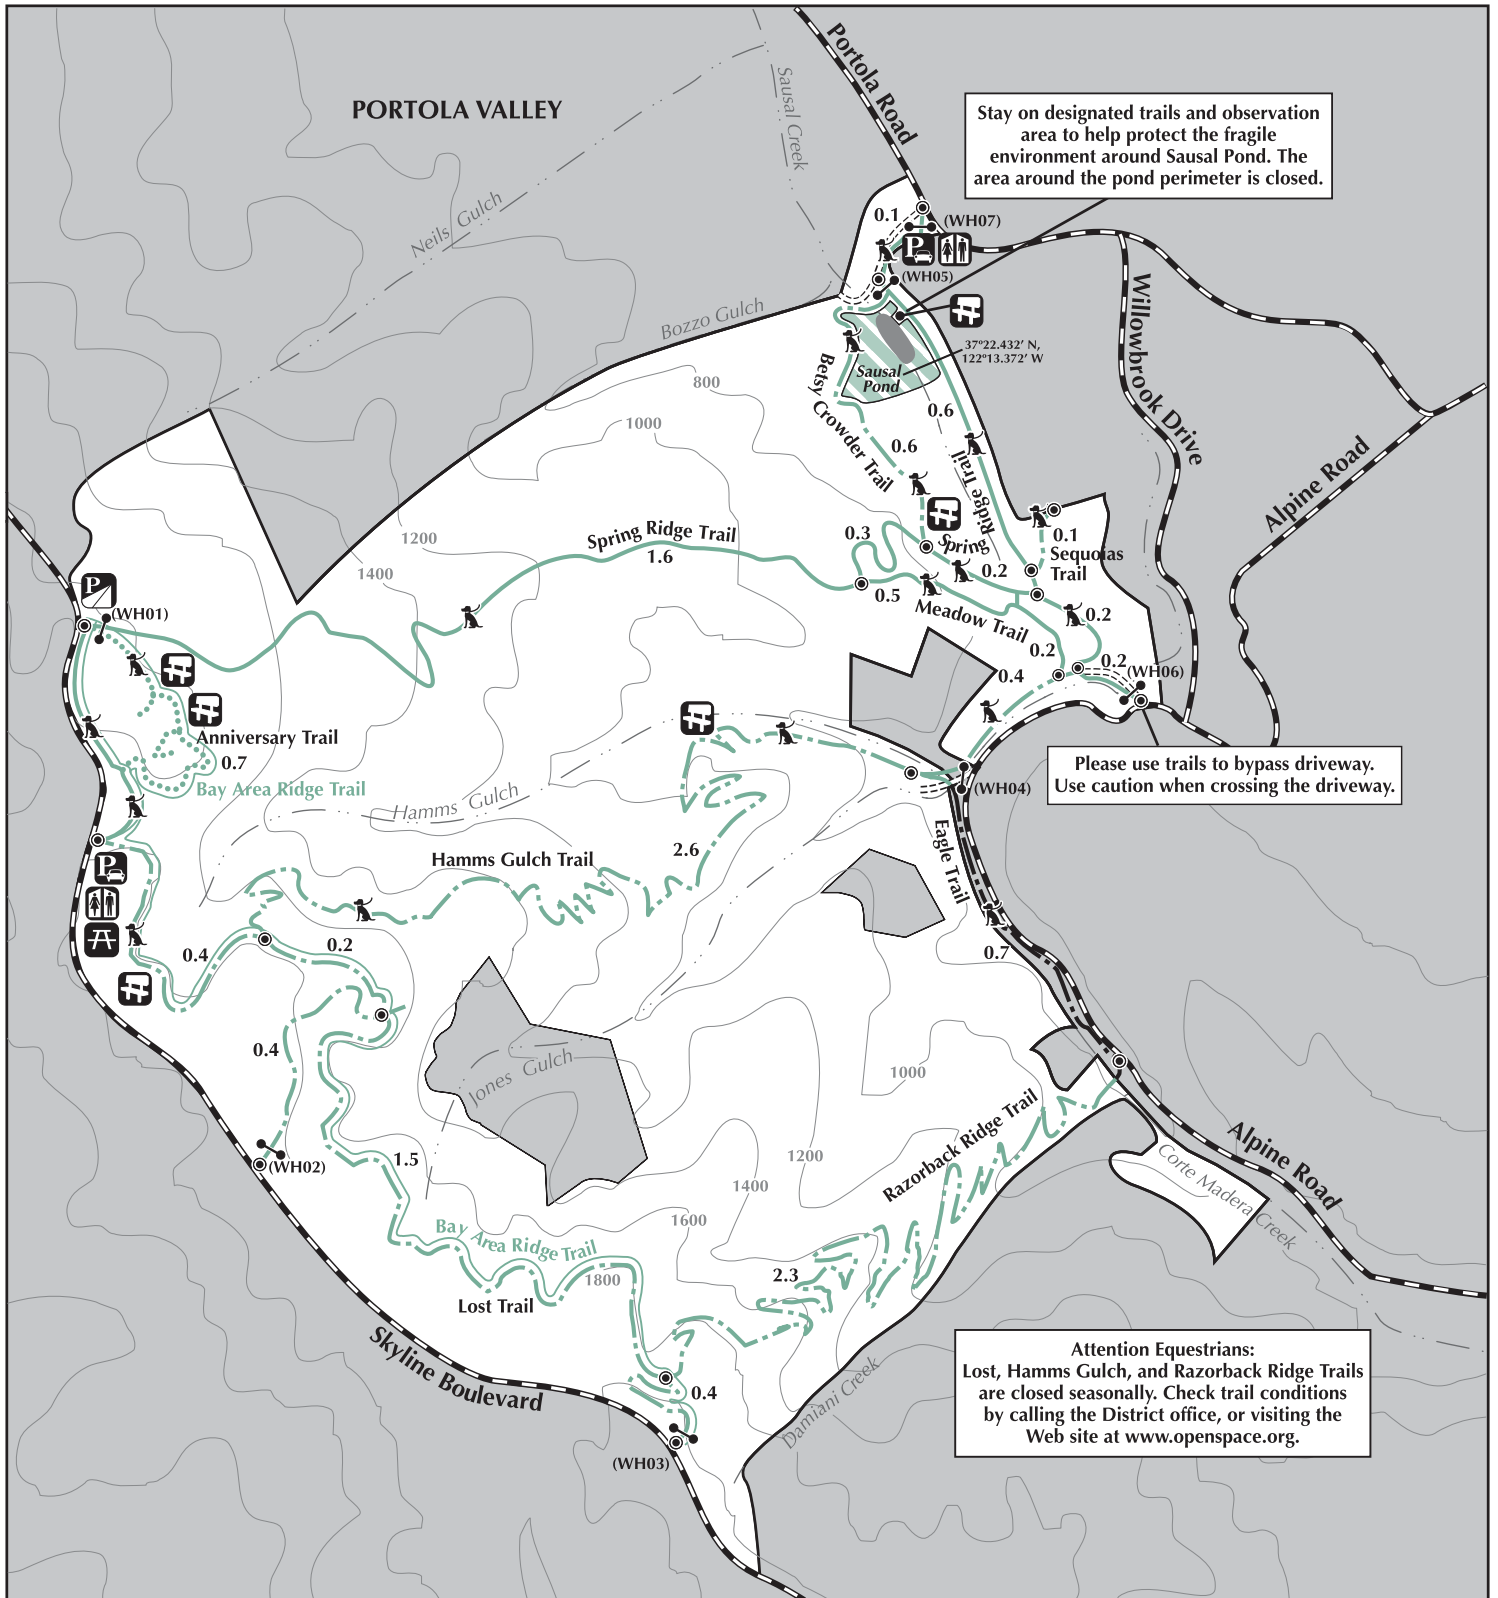 PORTOLA VALLEY
Portola Road
Sausal Creek
Neils Gulch
Stay on designated trails and observation
area to help protect the fragile
environment around Sausal Pond. The
area around the pond perimeter is closed.
0.1
(WH07)
P
(WH05)
Bozzo Gulch
Willowbrook Drive
37º22.432' N,
122º13.372' W
Sausal
Pond
Betsy Crowder Trail
800
1000
0.6
0.6
Alpine Road
Spring Ridge Trail
1200
1400
Spring Ridge Trail
1.6
0.3
0.2
0.1
Sequoias
Trail
0.5
Meadow Trail
0.2
0.2
P
(WH01)
0.2
(WH06)
0.4
Anniversary Trail
0.7
Bay Area Ridge Trail
Please use trails to bypass driveway.
Use caution when crossing the driveway.
(WH04)
Hamms Gulch
Eagle Trail
Hamms Gulch Trail
2.6
P
0.4
0.2
0.7
0.4
Jones Gulch
1000
Razorback Ridge Trail
(WH02)
1.5
1200
1400
1600
Alpine Road
Corte Madera Creek
Bay Area Ridge Trail
1800
2.3
Lost Trail
Skyline Boulevard
0.4
Damiani Creek
(WH03)
Attention Equestrians:
Lost, Hamms Gulch, and Razorback Ridge Trails
are closed seasonally. Check trail conditions
by calling the District office, or visiting the
Web site at www.openspace.org.